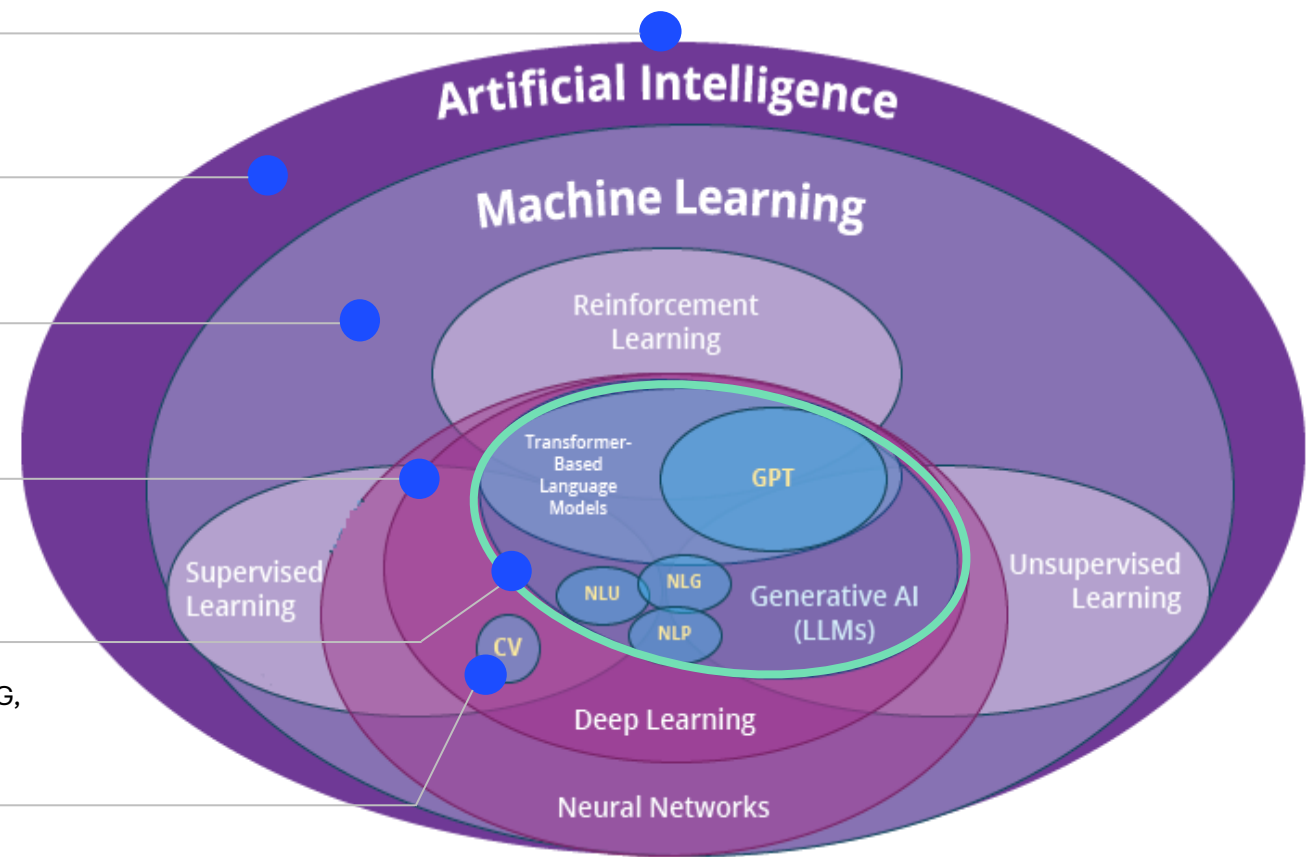 Artificial Intelligence
Machine Learning
Reinforcement
Learning
Transformer-
Based
Language
Models
GPT
Supervised
Learning
Unsupervised
Learning
NLU
NLG
NLP
Generative AI
(LLMs)
CV
G,
Deep Learning
Neural Networks